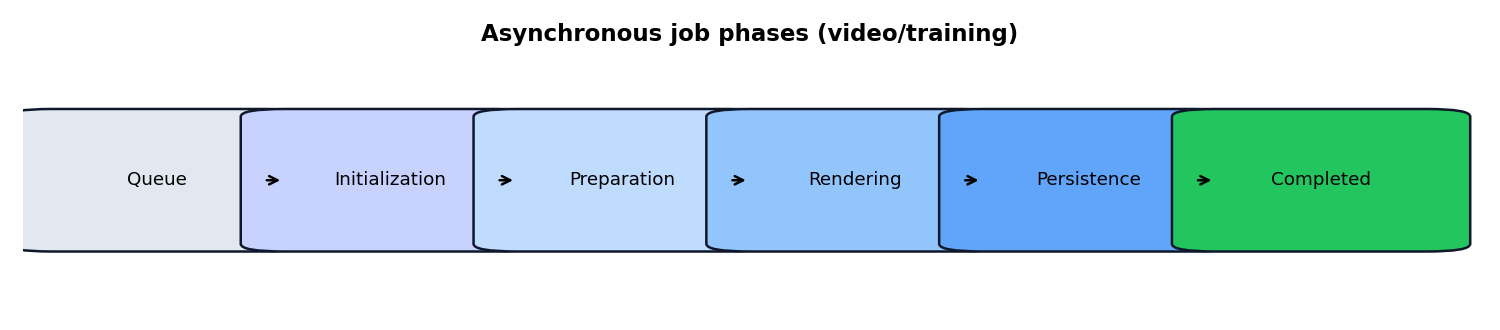 Asynchronous job phases (video/training)
Queue
Initialization
Preparation
Rendering
Persistence
Completed